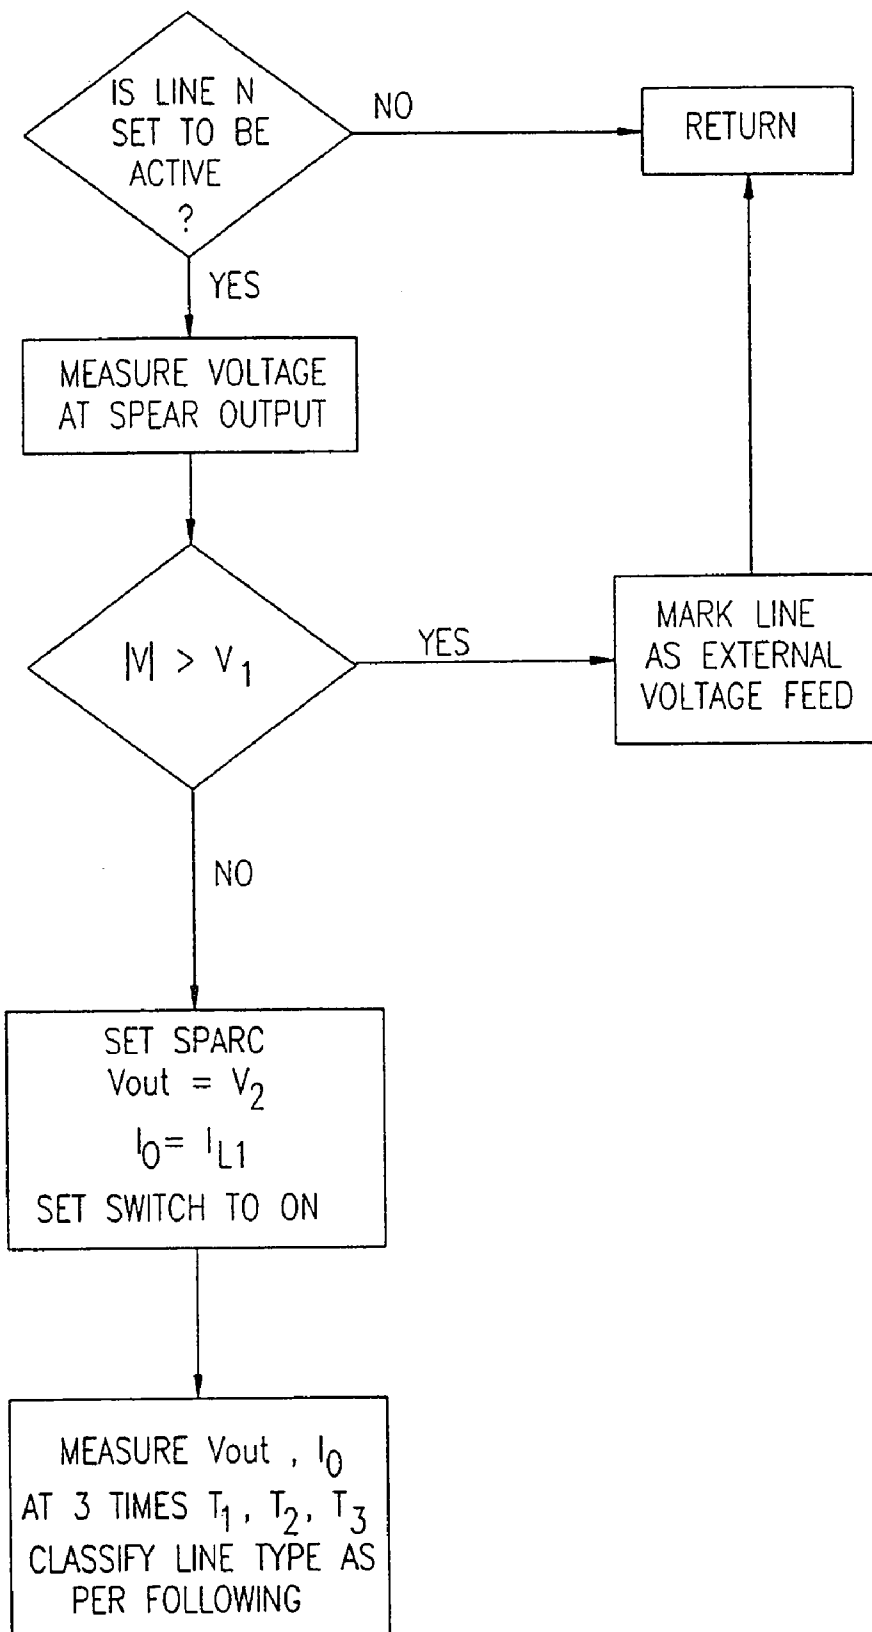 IS LINE N
SET TO BE
ACTIVE
?
NO
RETURN
YES
MEASURE VOLTAGE
AT SPEAR OUTPUT
|V| > V1
YES
MARK LINE
AS EXTERNAL
VOLTAGE FEED
NO
SET SPARC
Vout = V2
I0= IL1
SET SWITCH TO ON
MEASURE Vout , I0
AT 3 TIMES T1, T2, T3
CLASSIFY LINE TYPE AS
PER FOLLOWING